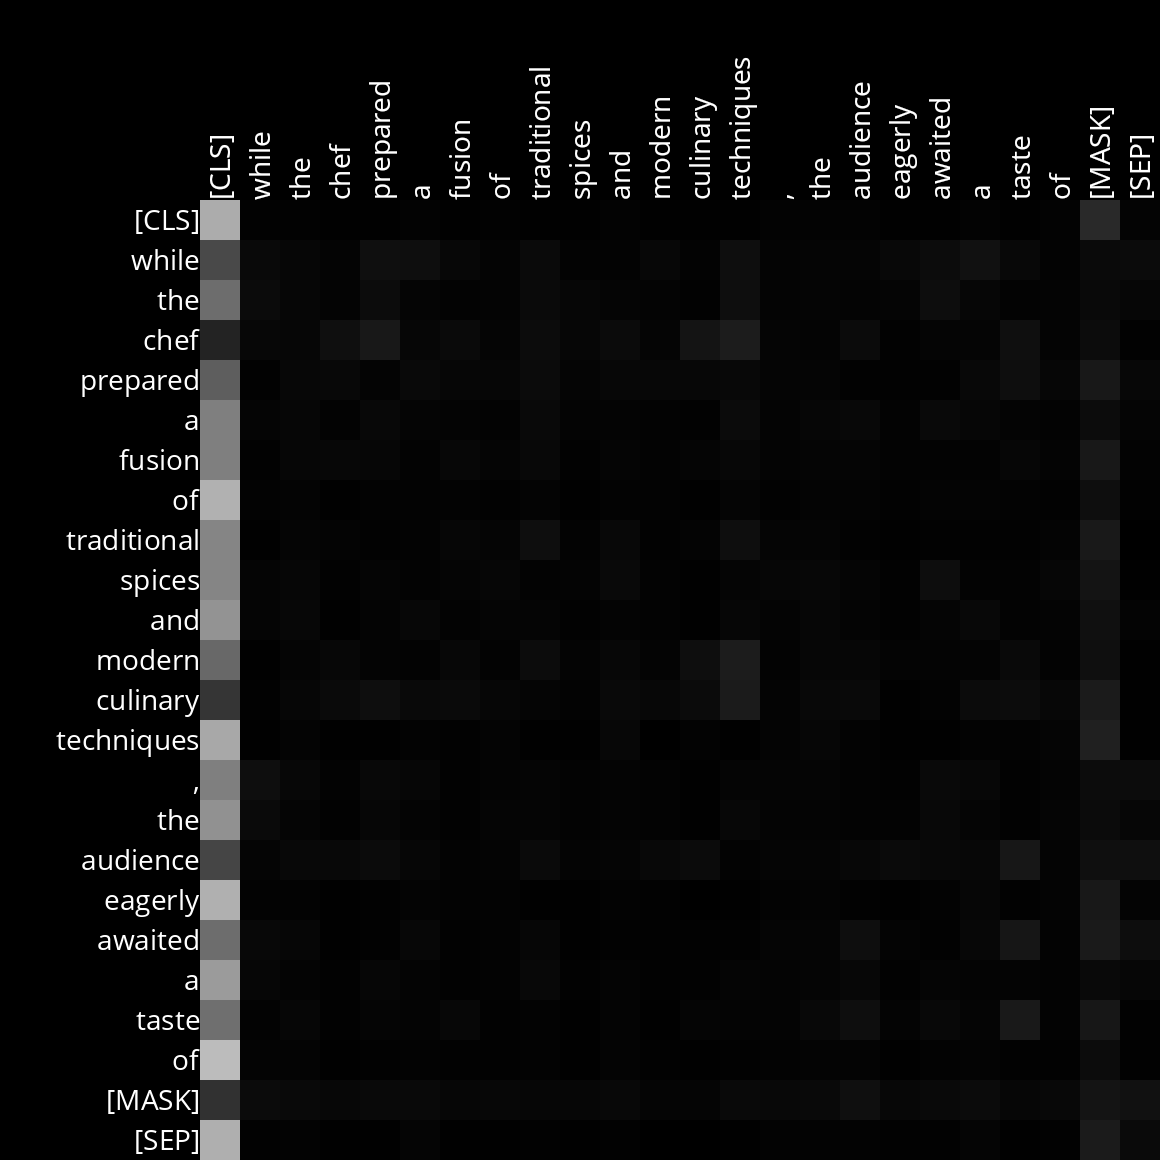 [CLS]
while
the
chef
prepared
a
fusion
of
traditional
spices
and
modern
culinary
techniques
,
the
audience
eagerly
awaited
a
taste
of
[MASK]
[SEP]
[CLS]
while
the
chef
prepared
a
fusion
of
traditional
spices
and
modern
culinary
techniques
,
the
audience
eagerly
awaited
a
taste
of
[MASK]
[SEP]